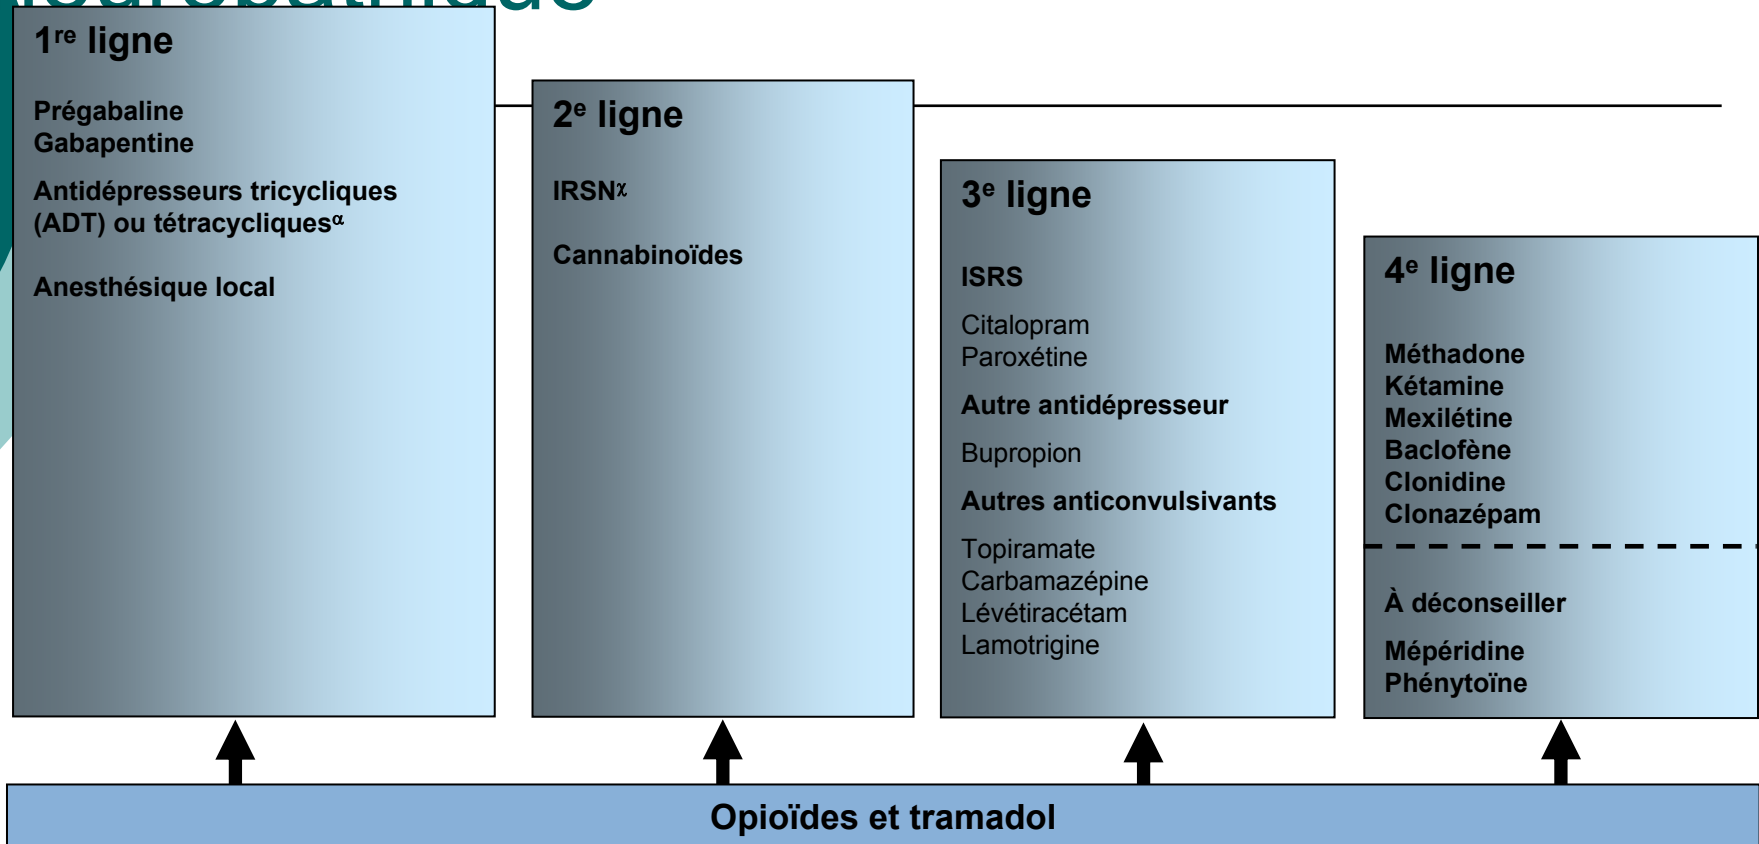 1re ligne
Prégabaline
Gabapentine
Antidépresseurs tricycliques
(ADT) ou tétracycliquesα
Anesthésique local
2e ligne
IRSNχ
Cannabinoïdes
3e ligne
ISRS
Citalopram
Paroxétine
Autre antidépresseur
Bupropion
Autres anticonvulsivants
Topiramate
Carbamazépine
Lévétiracétam
Lamotrigine
4e ligne
Méthadone
Kétamine
Mexilétine
Baclofène
Clonidine
Clonazépam
À déconseiller
Mépéridine
Phénytoïne
Opioïdes et tramadol